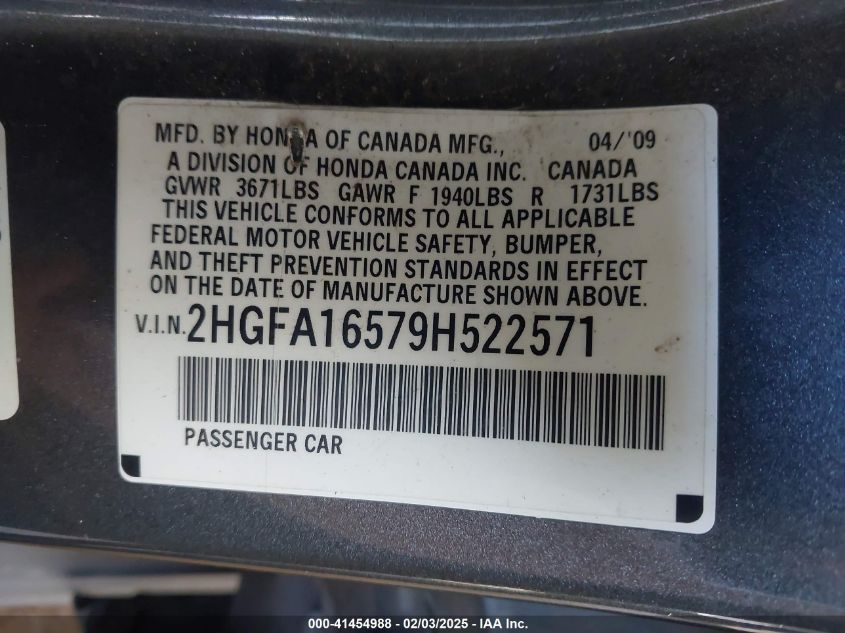 MFD. BY HONDA OF CANADA MFG., 04/'09
A DIVISION OF HONDA CANADA INC. CANADA
GVWR 3671LBS GAWR F 1940LBS R 1731LBS
THIS VEHICLE CONFORMS TO ALL APPLICABLE
FEDERAL MOTOR VEHICLE SAFETY, BUMPER,
AND THEFT PREVENTION STANDARDS IN EFFECT
ON THE DATE OF MANUFACTURE SHOWN ABOVE.
V.I.N. 2HGFA16579H522571
PASSENGER CAR
000-41454988 - 02/03/2025 - IAA Inc.